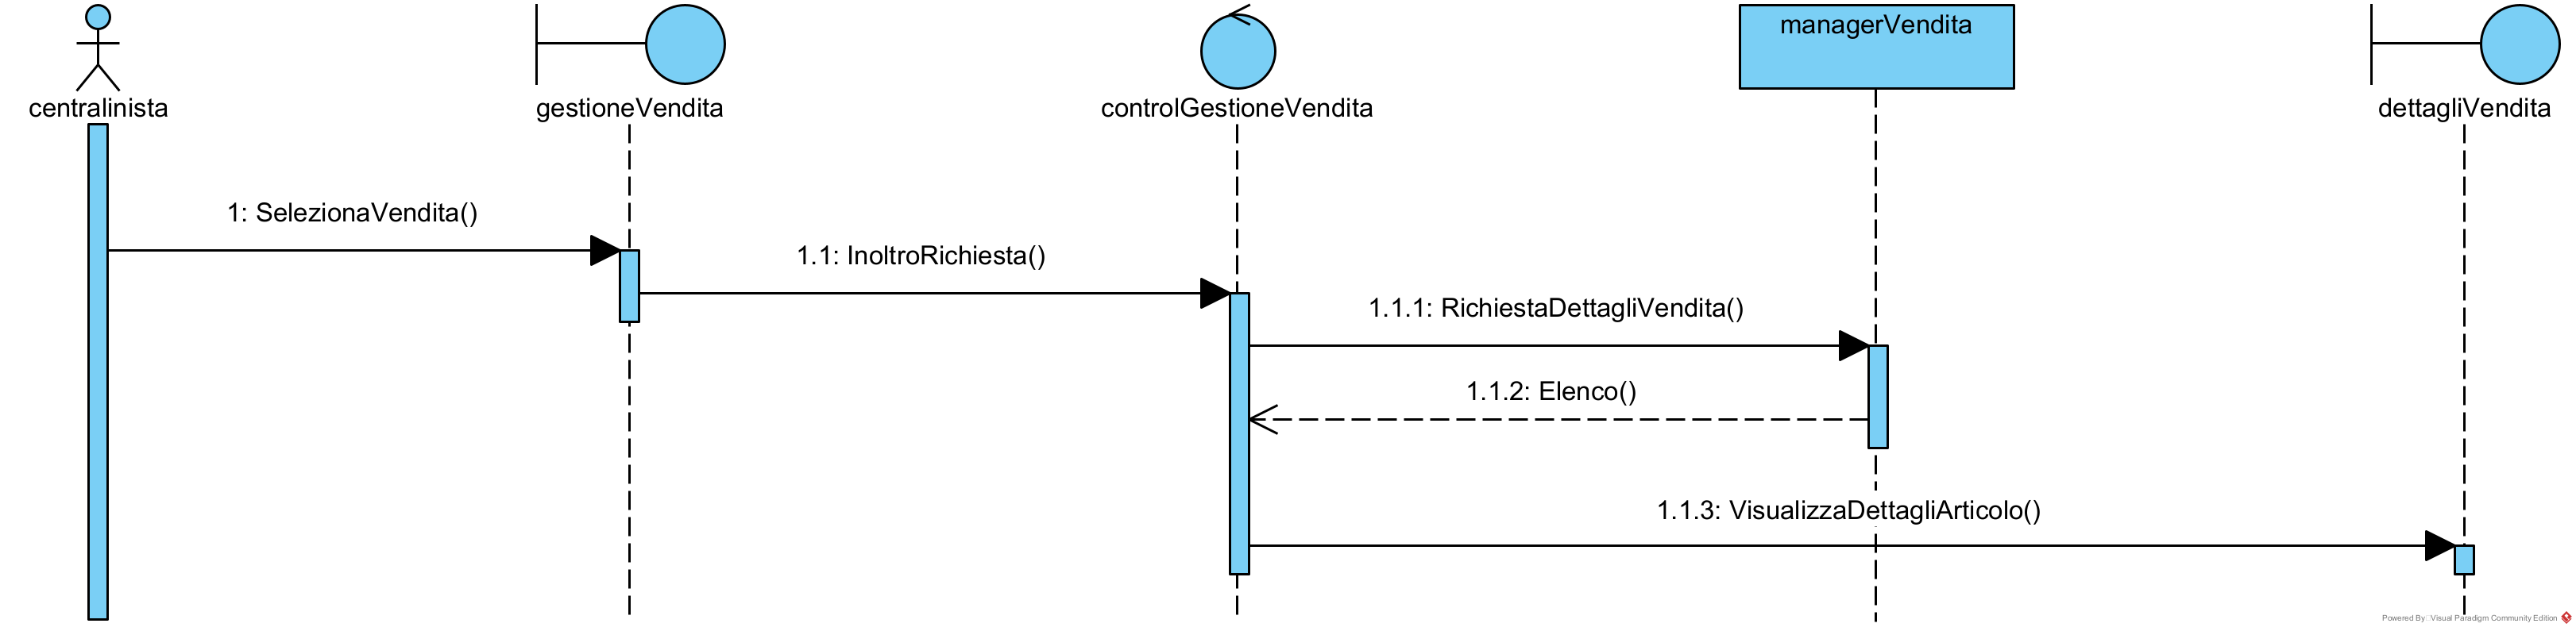 centralinista
gestioneVendita
controlGestioneVendita
managerVendita
dettagliVendita
1: SelezionaVendita()
1.1: InoltroRichiesta()
1.1.1: RichiestaDettagliVendita()
1.1.2: Elenco()
1.1.3: VisualizzaDettagliArticolo()
Powered By Visual Paradigm Community Edition